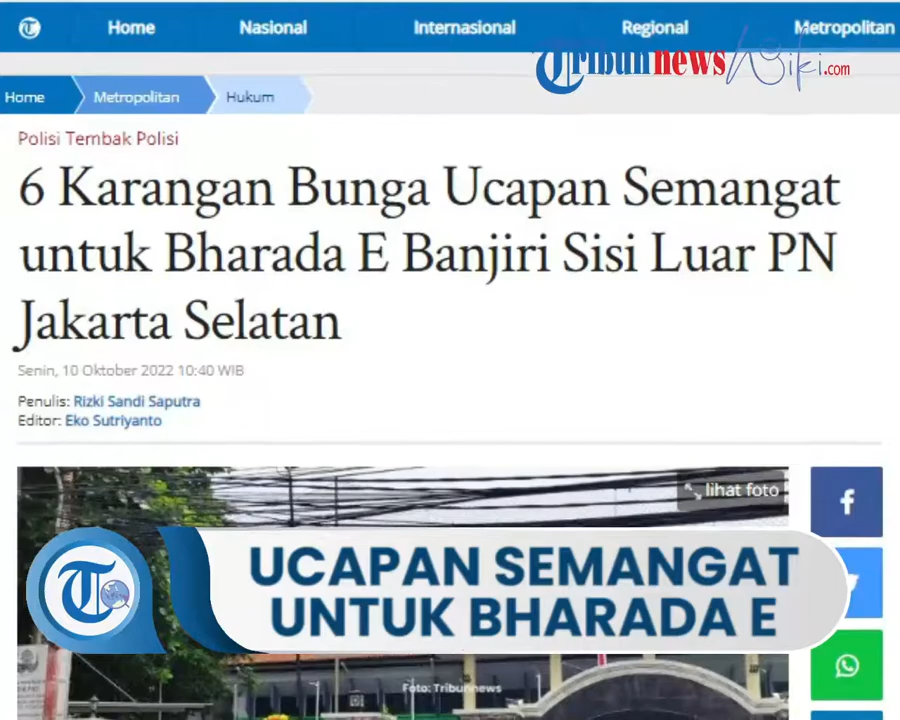 Home Nasional Internasional Regional Metropolitan
Tribunnews Wiki.com
Home Metropolitan Hukum
Polisi Tembak Polisi
6 Karangan Bunga Ucapan Semangat
untuk Bharada E Banjiri Sisi Luar PN
Jakarta Selatan
Senin, 10 Oktober 2022 10:40 WIB
Penulis: Rizki Sandi Saputra
Editor: Eko Sutriyanto
lihat foto
UCAPAN SEMANGAT
UNTUK BHARADA E
Foto: Tribunnews